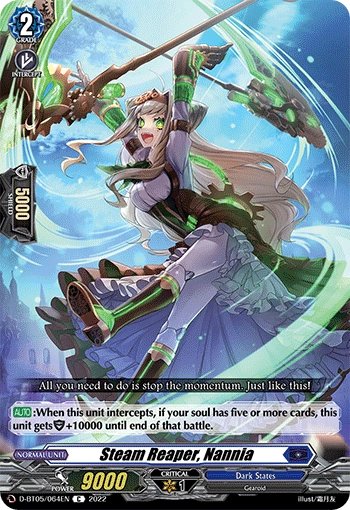 2
GRADE
INTERCEPT
5000
SHIELD
All you need to do is stop the momentum. Just like this!
AUTO:When this unit intercepts, if your soul has five or more cards, this
unit gets +10000 until end of that battle.
NORMAL UNIT
Steam Reaper, Nannia
POWER 9000
CRITICAL
1
Dark States
Gearoid
D-BT05/064EN C 2022
illust/霜月友